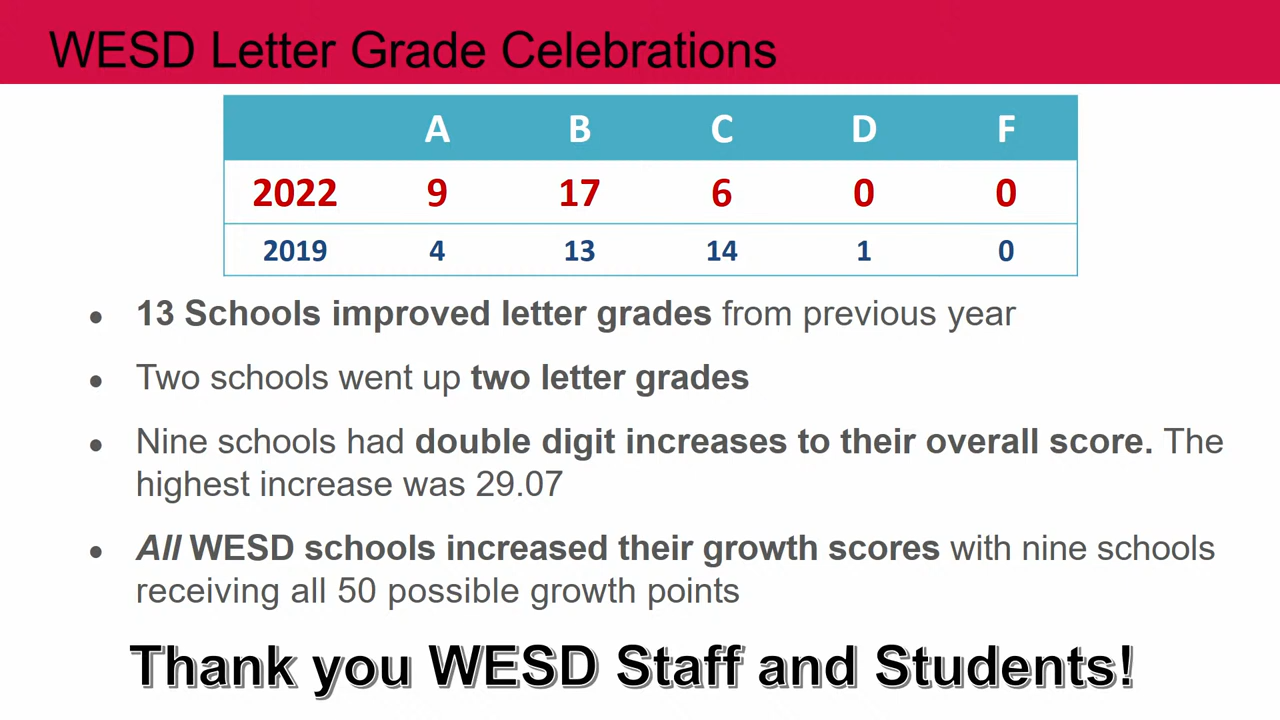 WESD Letter Grade Celebrations
A B C D F
2022 9 17 6 0 0
2019 4 13 14 1 0
● 13 Schools improved letter grades from previous year
● Two schools went up two letter grades
● Nine schools had double digit increases to their overall score. The
highest increase was 29.07
● All WESD schools increased their growth scores with nine schools
receiving all 50 possible growth points
Thank you WESD Staff and Students!